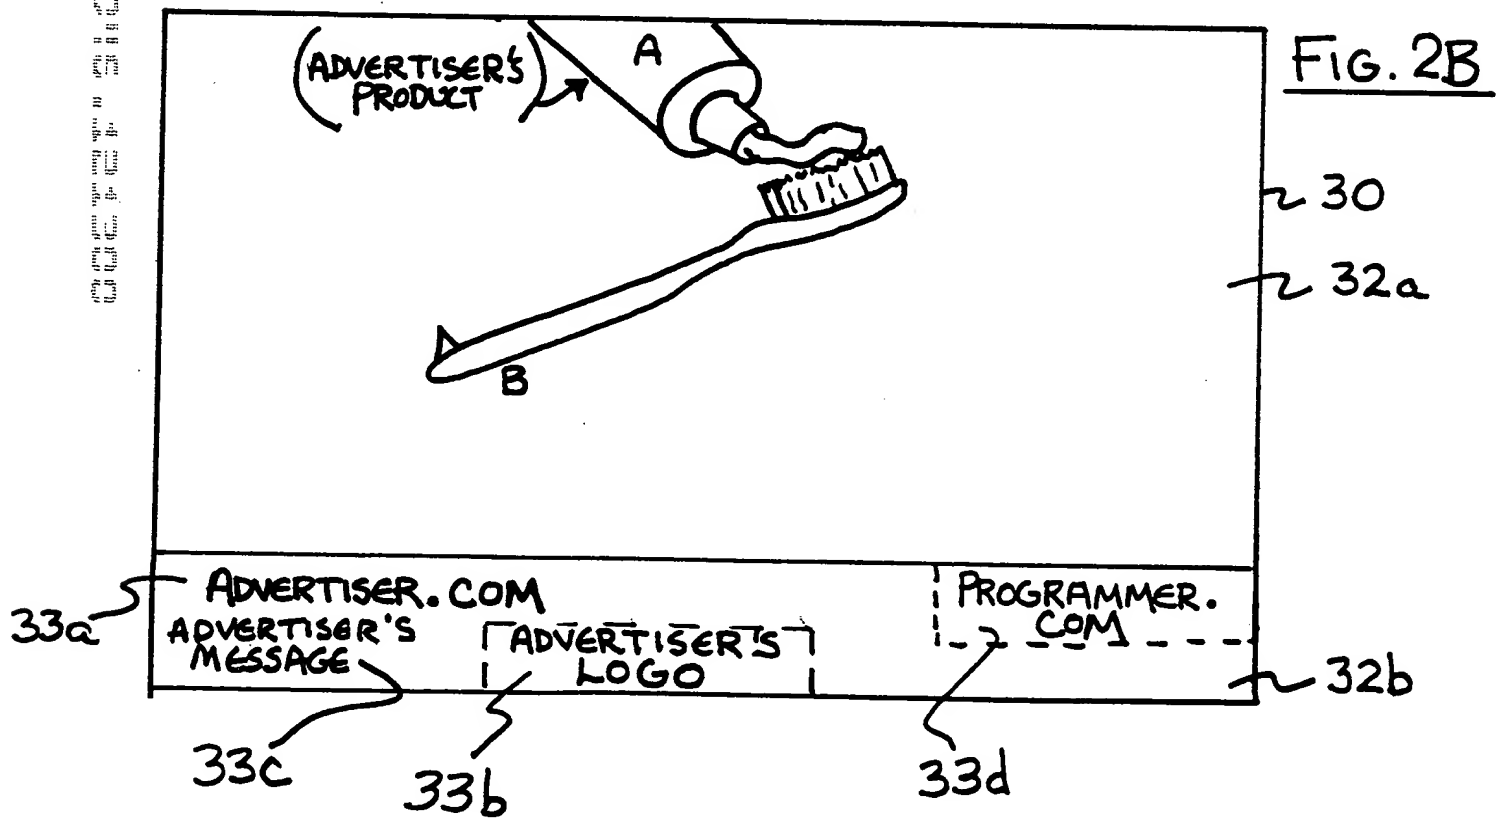 FIG. 2B
(ADVERTISER'S
PRODUCT)
A
30
32a
B
ADVERTISER.COM
PROGRAMMER.
COM
33a
ADVERTISER'S
MESSAGE
ADVERTISER'S
LOGO
32b
33c
33b
33d